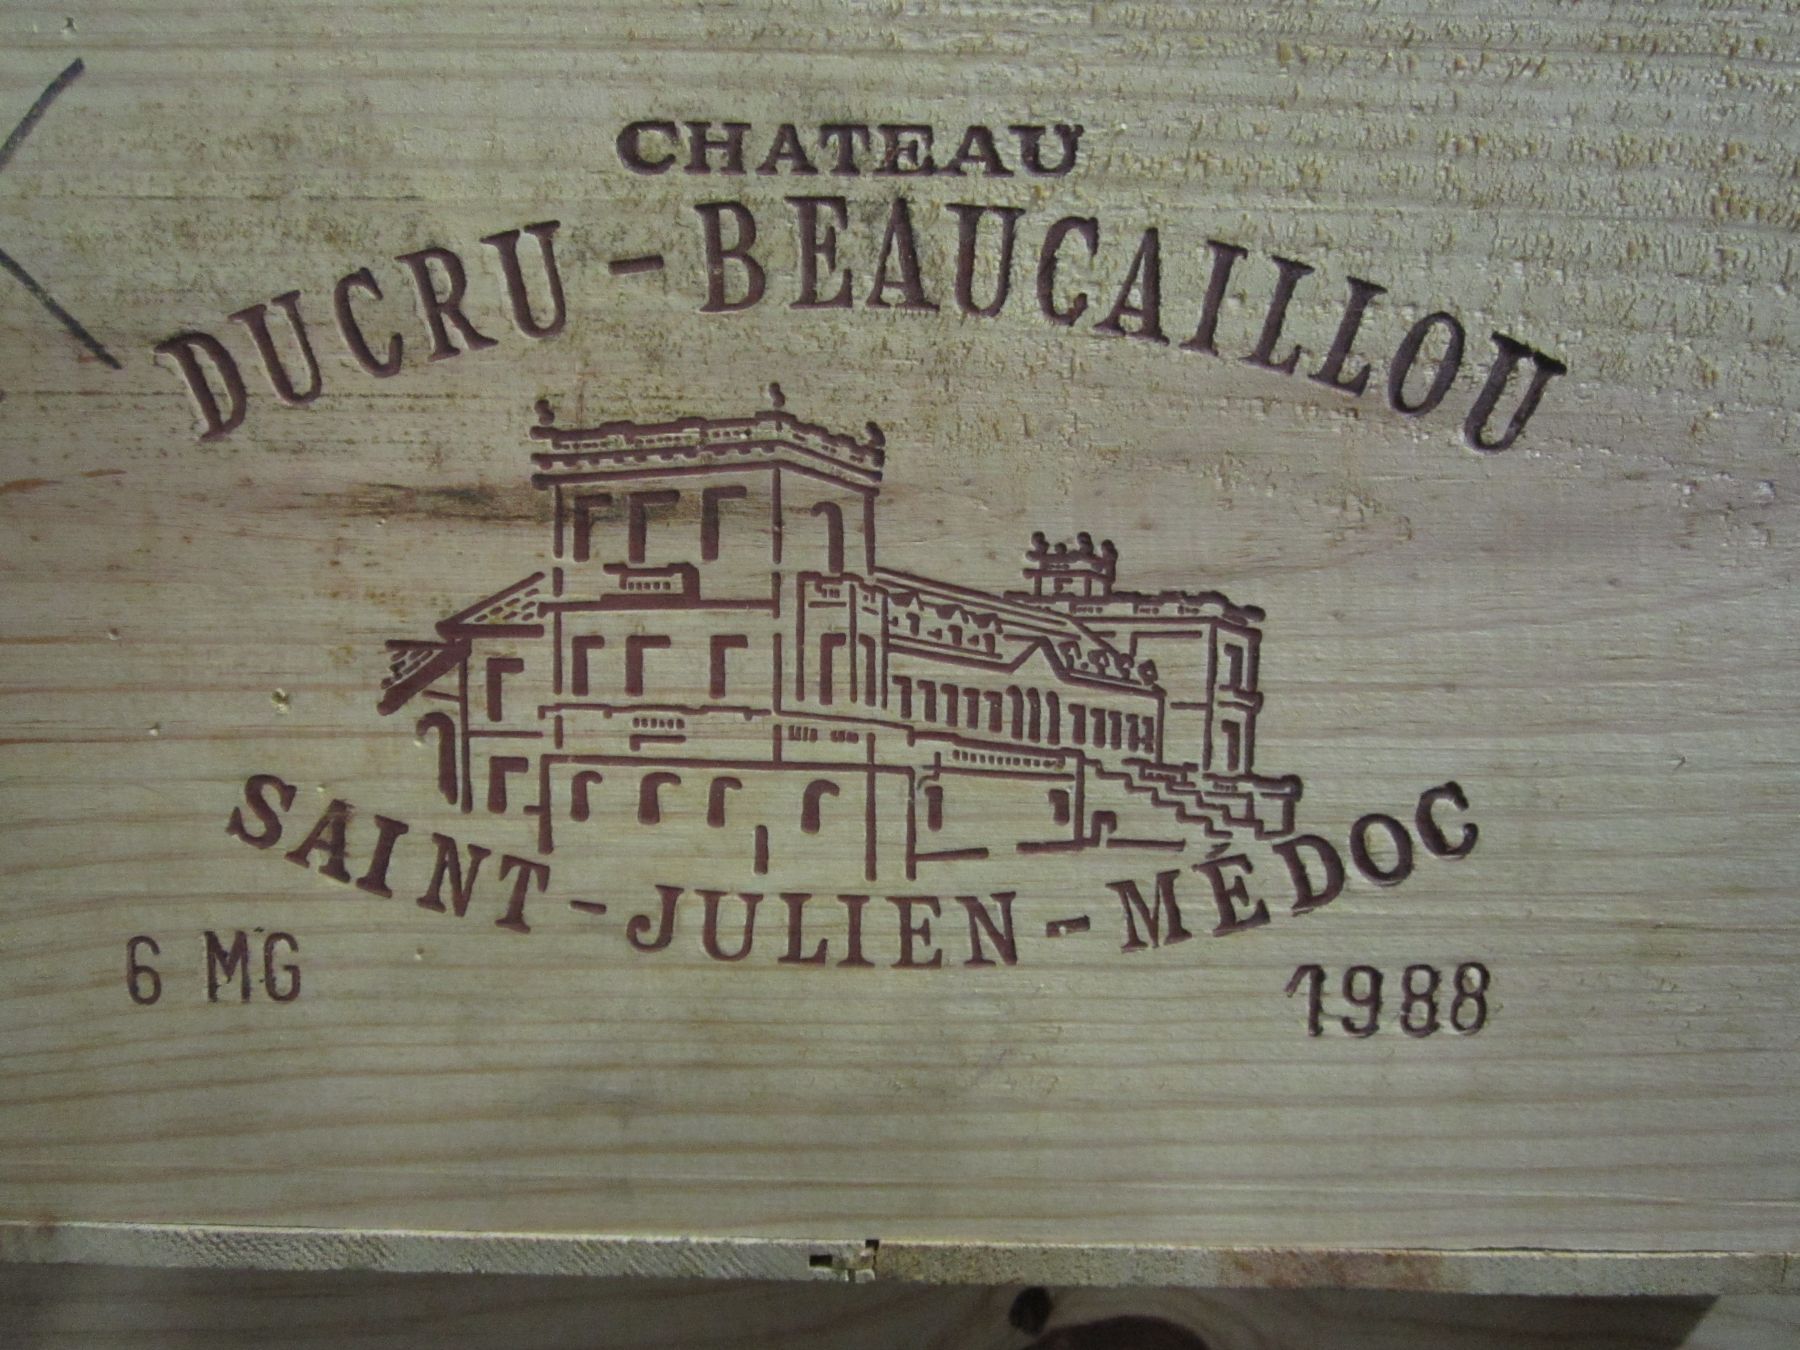 CHATEAU
DUCRU-BEAUCAILLOU
SAINT-JULIEN-MÉDOC
6 MG
1988